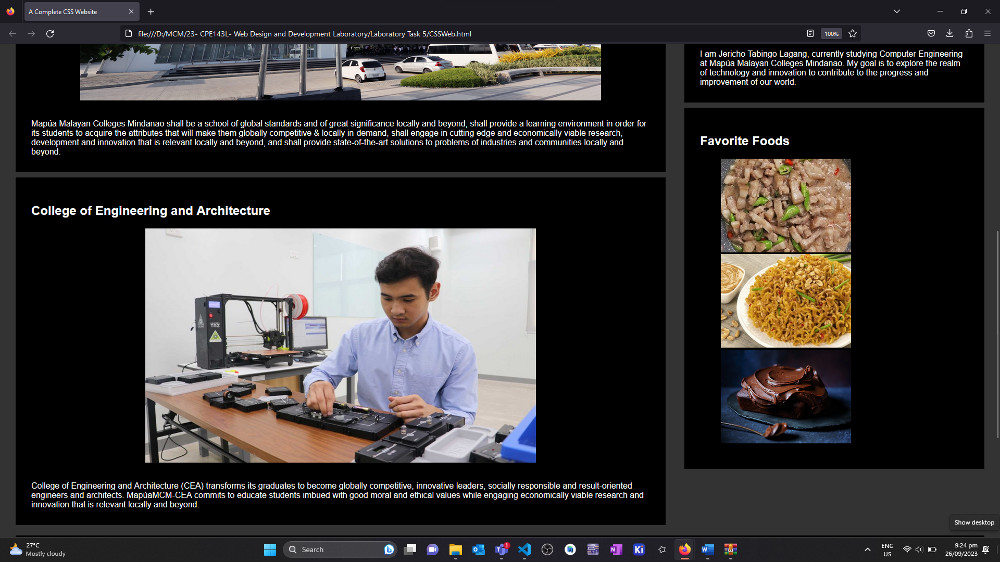 A Complete CSS Website
file:///D:/MCM/23- CPE143L- Web Design and Development Laboratory/Laboratory Task 5/CSSWeb.html
100%
Mapúa Malayan Colleges Mindanao shall be a school of global standards and of great significance locally and beyond, shall provide a learning environment in order for
its students to acquire the attributes that will make them globally competitive & locally in-demand, shall engage in cutting edge and economically viable research,
development and innovation that is relevant locally and beyond, and shall provide state-of-the-art solutions to problems of industries and communities locally and
beyond.
College of Engineering and Architecture
TAZ
College of Engineering and Architecture (CEA) transforms its graduates to become globally competitive, innovative leaders, socially responsible and result-oriented
engineers and architects. MapúaMCM-CEA commits to educate students imbued with good moral and ethical values while engaging economically viable research and
innovation that is relevant locally and beyond.
I am Jericho Tabingo Lagang, currently studying Computer Engineering
at Mapúa Malayan Colleges Mindanao. My goal is to explore the realm
of technology and innovation to contribute to the progress and
improvement of our world.
Favorite Foods
Show desktop
27°C
Mostly cloudy
Search
1
Ki
ENG
US
9:24 pm
26/09/2023